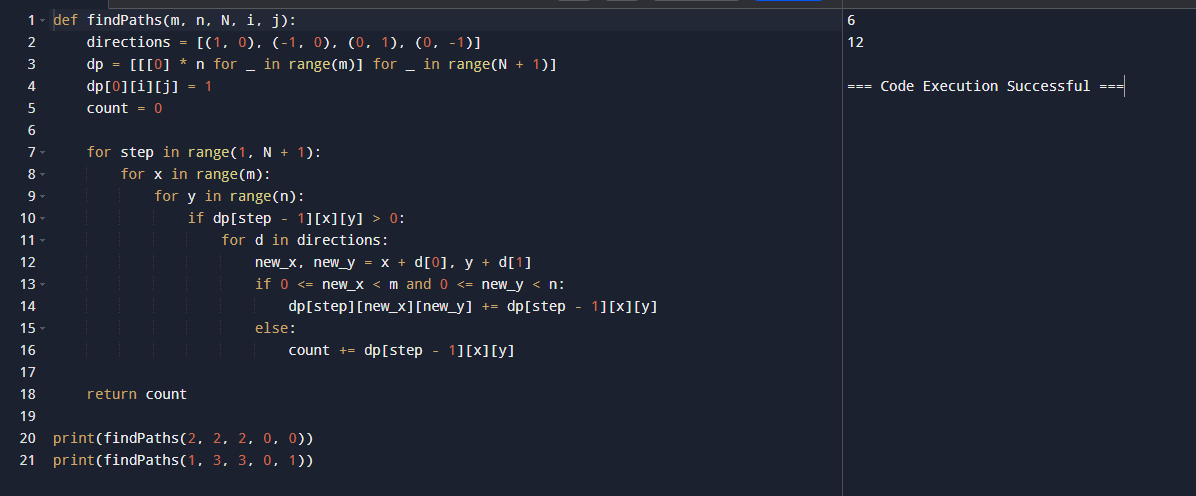 1 def findPaths(m, n, N, i, j):
2     directions = [(1, 0), (-1, 0), (0, 1), (0, -1)]
3     dp = [[[0] * n for _ in range(m)] for _ in range(N + 1)]
4     dp[0][i][j] = 1
5     count = 0
6
7     for step in range(1, N + 1):
8         for x in range(m):
9             for y in range(n):
10                 if dp[step - 1][x][y] > 0:
11                     for d in directions:
12                         new_x, new_y = x + d[0], y + d[1]
13                         if 0 <= new_x < m and 0 <= new_y < n:
14                             dp[step][new_x][new_y] += dp[step - 1][x][y]
15                         else:
16                             count += dp[step - 1][x][y]
17
18     return count
19
20 print(findPaths(2, 2, 2, 0, 0))
21 print(findPaths(1, 3, 3, 0, 1))
6
12
=== Code Execution Successful ===